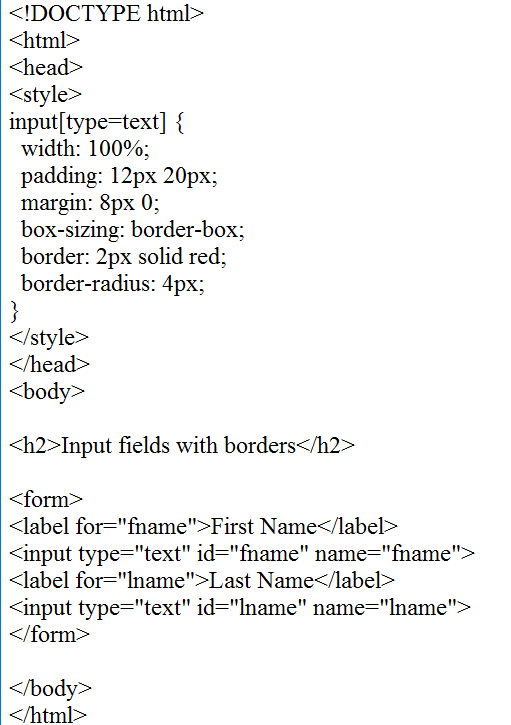 <!DOCTYPE html>
<html>
<head>
<style>
input[type=text] {
  width: 100%;
  padding: 12px 20px;
  margin: 8px 0;
  box-sizing: border-box;
  border: 2px solid red;
  border-radius: 4px;
}
</style>
</head>
<body>

<h2>Input fields with borders</h2>

<form>
<label for="fname">First Name</label>
<input type="text" id="fname" name="fname">
<label for="lname">Last Name</label>
<input type="text" id="lname" name="lname">
</form>

</body>
</html>